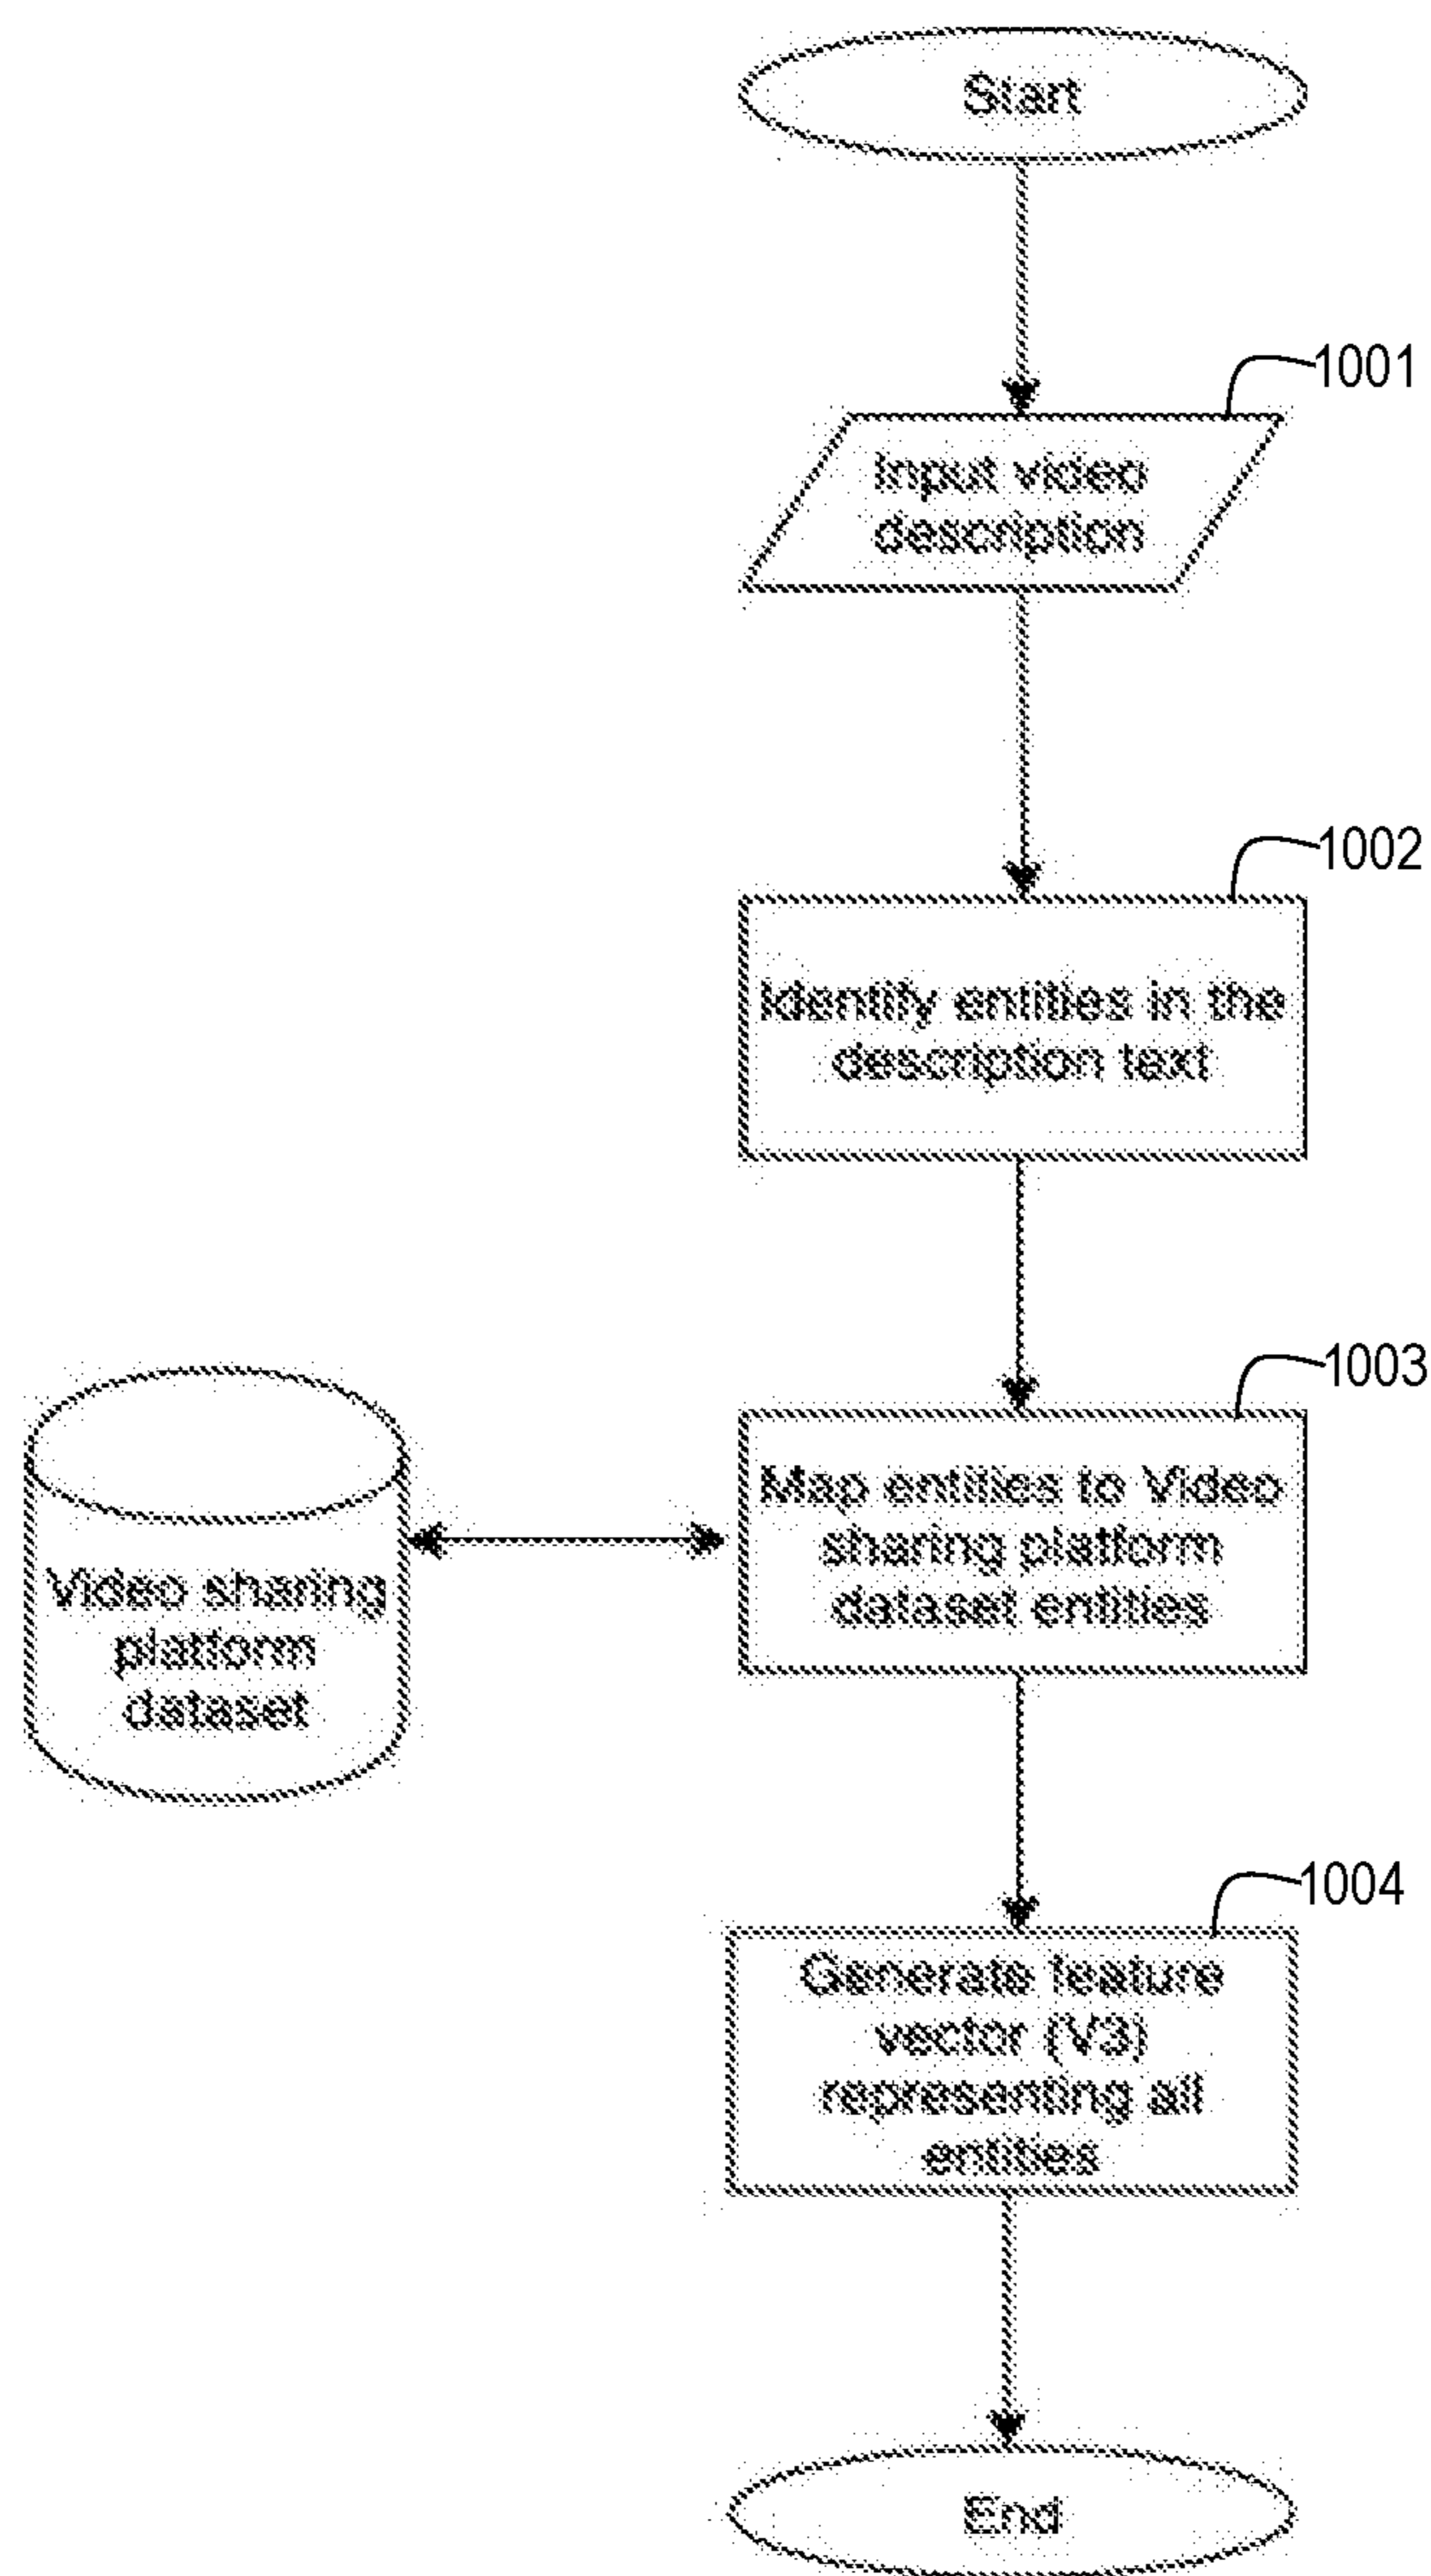 Start
1001
Input video
description
1002
Identify entities in the
description text
1003
Map entities to Video
sharing platform
dataset entities
Video sharing
platform
dataset
1004
Generate feature
vector (V3)
representing all
entities
End